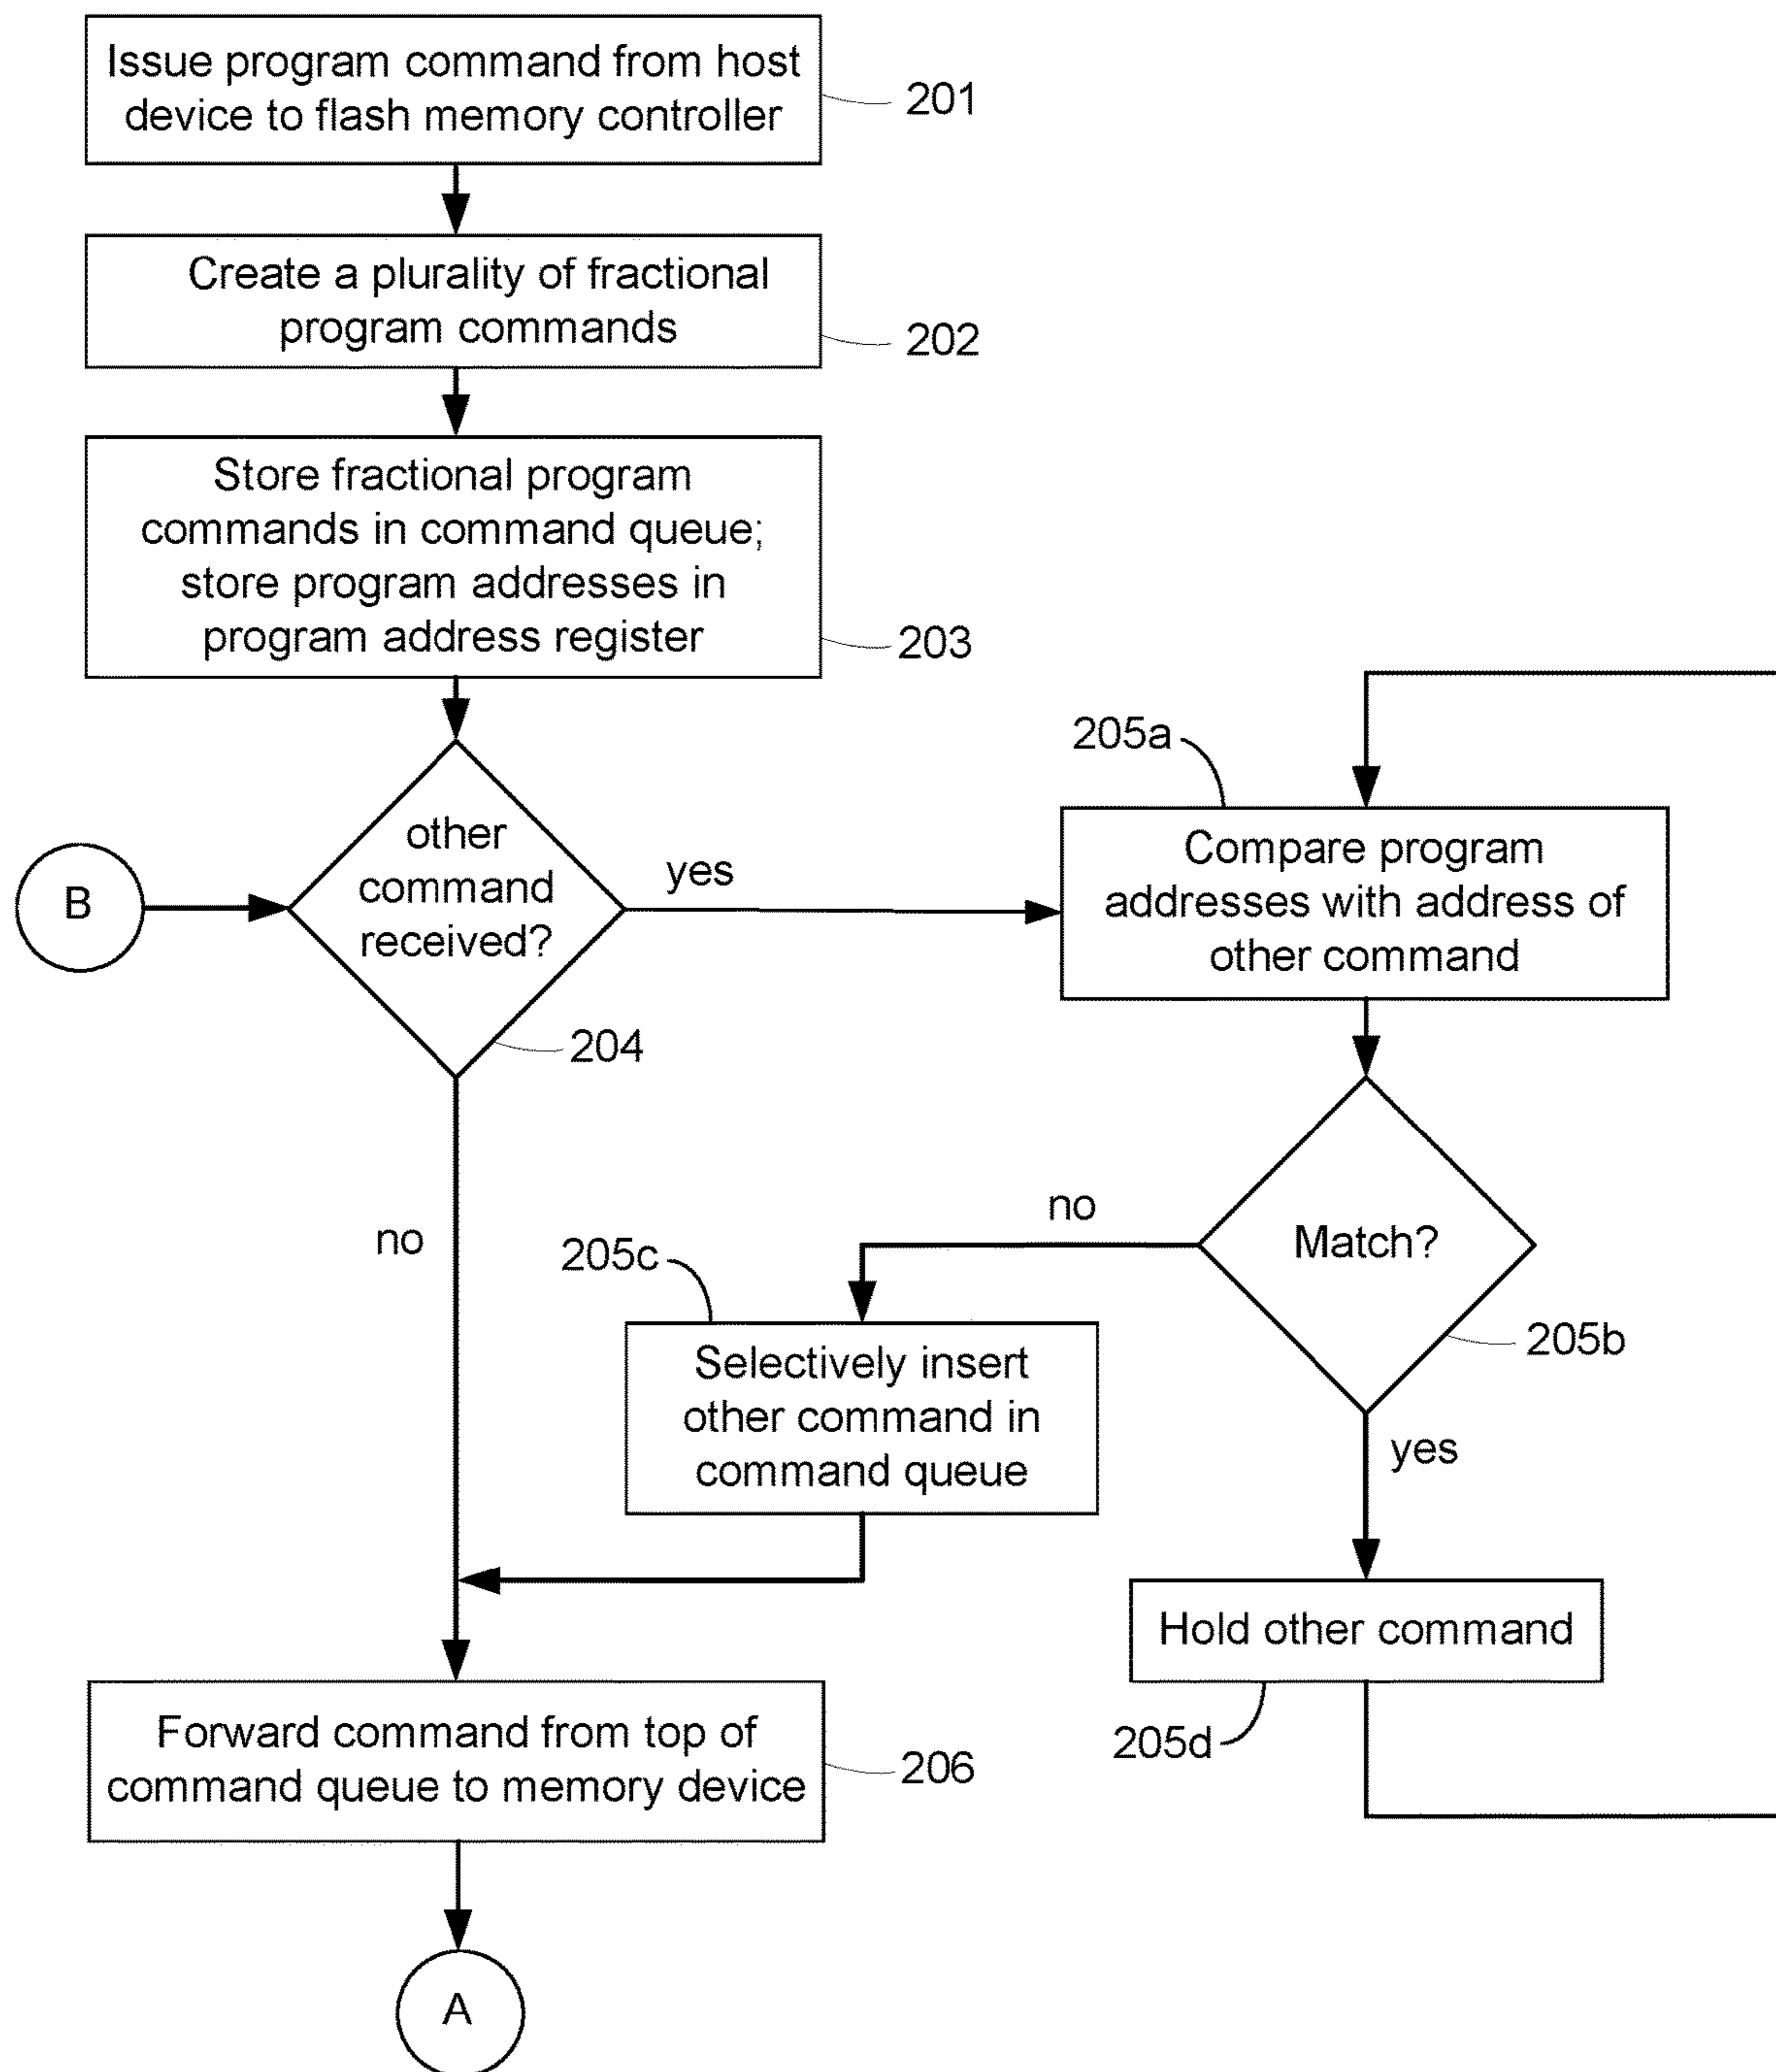 Issue program command from host
device to flash memory controller
201
Create a plurality of fractional
program commands
202
Store fractional program
commands in command queue;
store program addresses in
program address register
203
205a
other
command
received?
B
yes
204
Compare program
addresses with address of
other command
no
no
205c
Match?
205b
Selectively insert
other command in
command queue
yes
Hold other command
205d
Forward command from top of
command queue to memory device
206
A